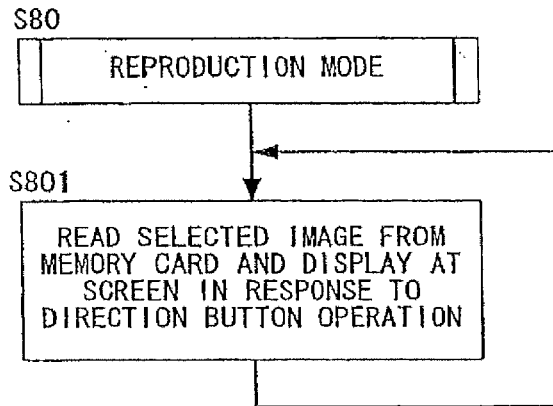 S80
REPRODUCTION MODE
S801
READ SELECTED IMAGE FROM
MEMORY CARD AND DISPLAY AT
SCREEN IN RESPONSE TO
DIRECTION BUTTON OPERATION